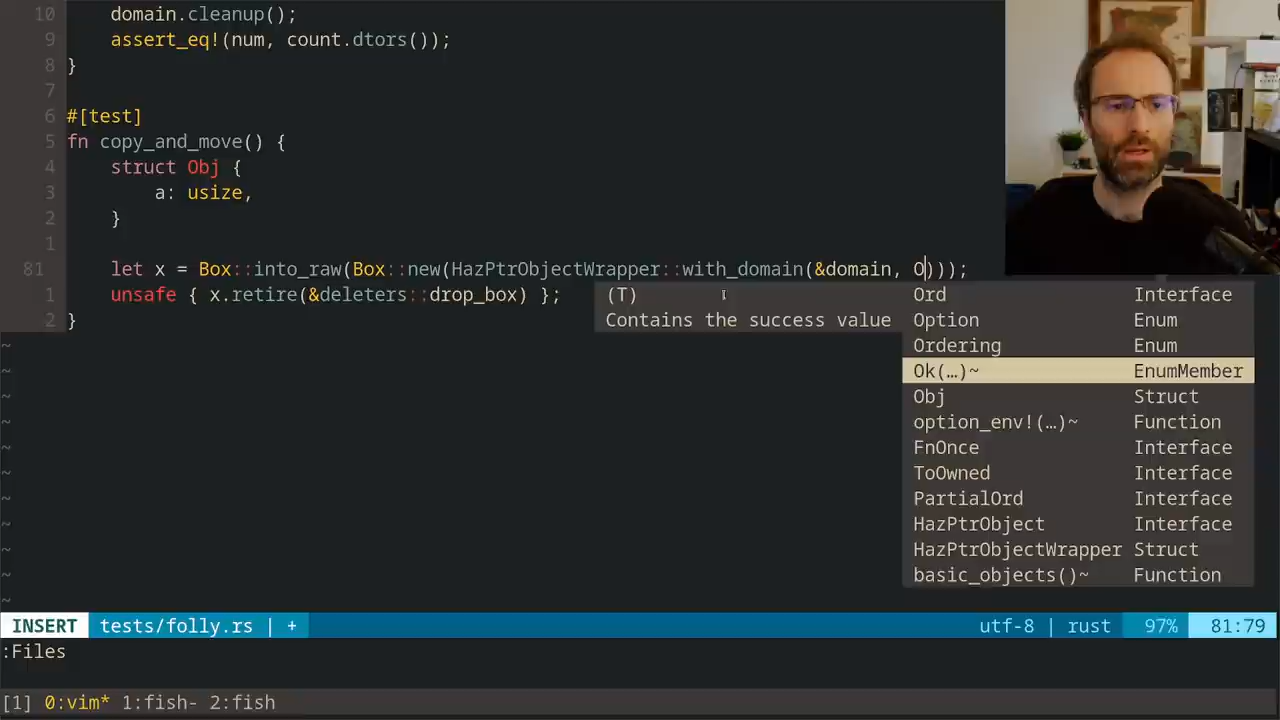 10 domain.cleanup();
9 assert_eq!(num, count.dtors());
8 }
7
6 #[test]
5 fn copy_and_move() {
4 struct Obj {
3 a: usize,
2 }
1
81 let x = Box::into_raw(Box::new(HazPtrObjectWrapper::with_domain(&domain, O)));
1 unsafe { x.retire(&deleters::drop_box) };
2 }
(T)
Contains the success value
Ord Interface
Option Enum
Ordering Enum
Ok(…)~ EnumMember
Obj Struct
option_env!(…)~ Function
FnOnce Interface
ToOwned Interface
PartialOrd Interface
HazPtrObject Interface
HazPtrObjectWrapper Struct
basic_objects()~ Function
~
~
~
~
~
~
~
~
~
~
~
INSERT tests/folly.rs | + utf-8 | rust 97% 81:79
:Files
[1] 0:vim* 1:fish- 2:fish